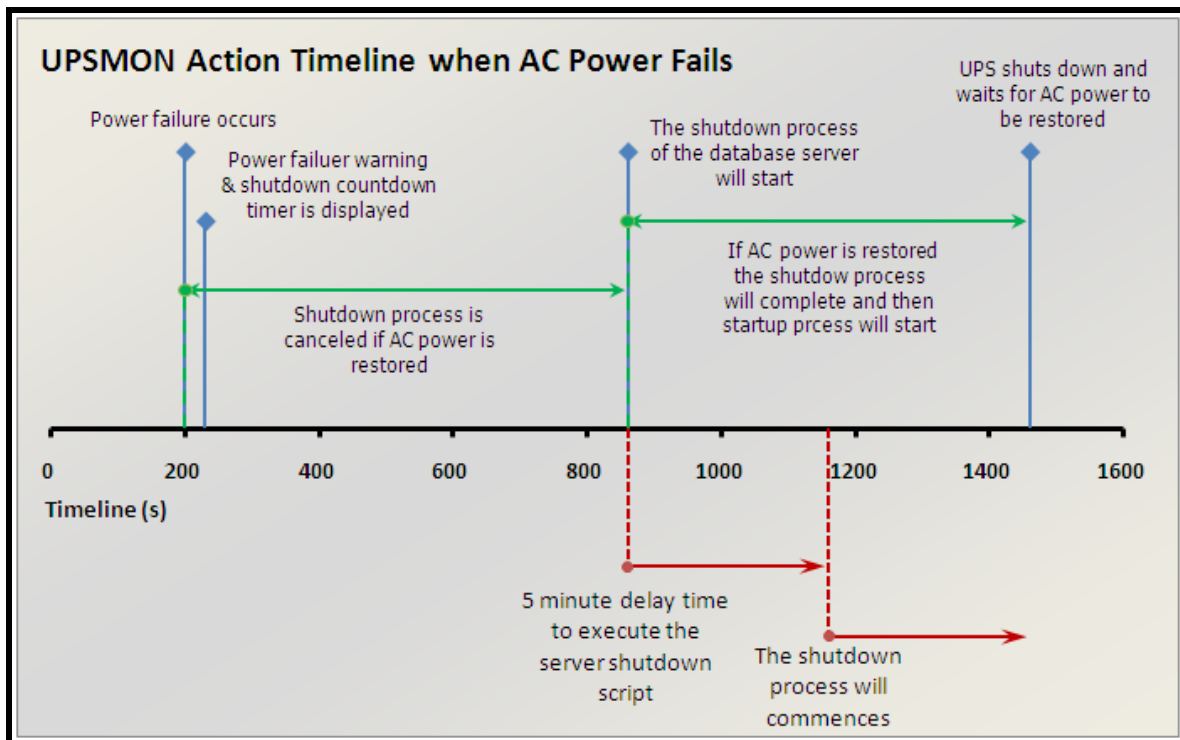 UPSMON Action Timeline when AC Power Fails
Power failure occurs
Power failuer warning
& shutdown countdown
timer is displayed
The shutdown process
of the database server
will start
UPS shuts down and
waits for AC power to
be restored
Shutdown process is
canceled if AC power is
restored
If AC power is restored
the shutdow process
will complete and then
startup prcess will start
0 200 400 600 800 1000 1200 1400 1600
Timeline (s)
5 minute delay time
to execute the
server shutdown
script
The shutdown
process will
commences